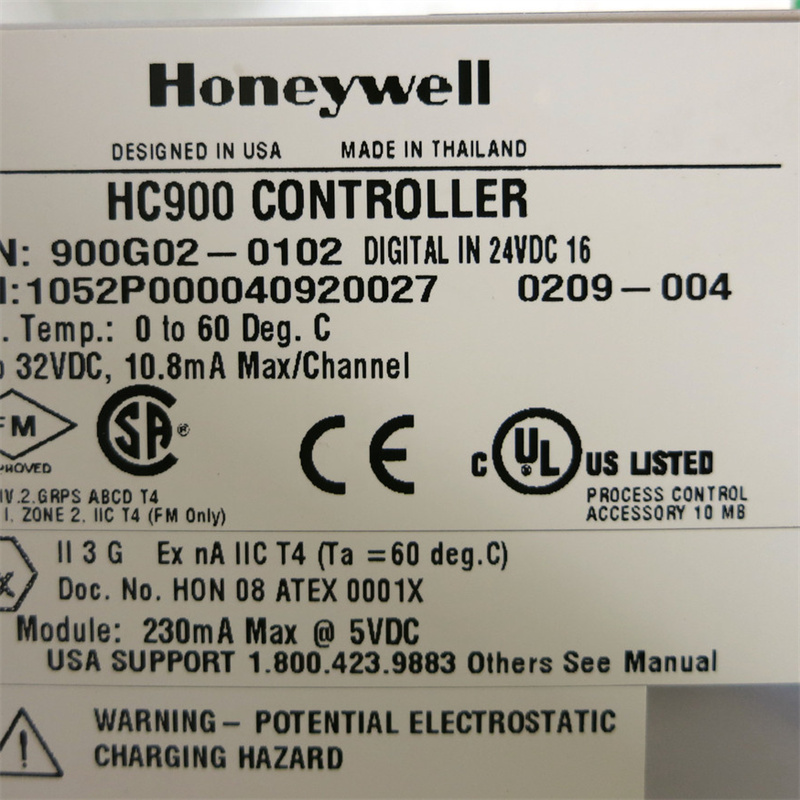 Honeywell
DESIGNED IN USA MADE IN THAILAND
HC900 CONTROLLER
N: 900G02-0102 DIGITAL IN 24VDC 16
:1052P000040920027 0209-004
. Temp.: 0 to 60 Deg. C
32VDC, 10.8mA Max/Channel
FM
SA®
CE
C UL® US LISTED
PROVED
PROCESS CONTROL
ACCESSORY 10 MB
IV.2.GRPS ABCD T4
I. ZONE 2. IIC T4 (FM Only)
II 3 G Ex nA IIC T4 (Ta =60 deg.C)
Doc. No. HON 08 ATEX 0001X
Module: 230mA Max @ 5VDC
USA SUPPORT 1.800.423.9883 Others See Manual
WARNING- POTENTIAL ELECTROSTATIC
CHARGING HAZARD